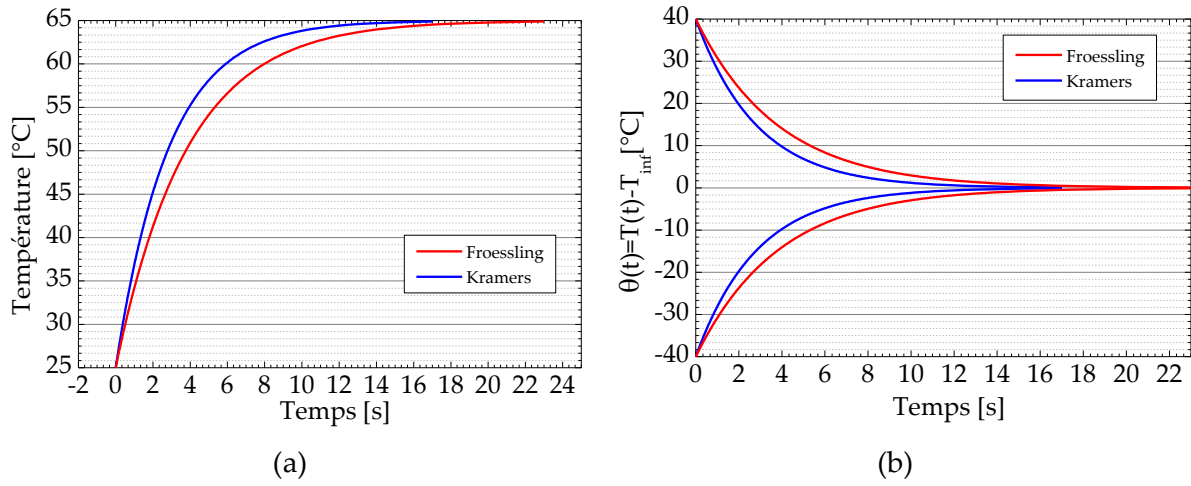 65
60
55
50
45
40
35
30
25
Température [°C]
Froessling
Kramers
-2 0 2 4 6 8 10 12 14 16 18 20 22 24
Temps [s]
(a)
40
30
20
10
0
-10
-20
-30
-40
θ(t)=T(t)-T_inf[°C]
Froessling
Kramers
0 2 4 6 8 10 12 14 16 18 20 22
Temps [s]
(b)